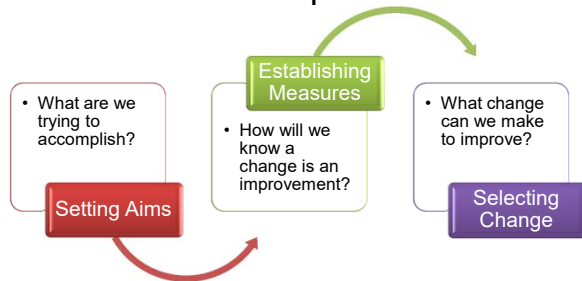 • What are we
trying to
accomplish?
Setting Aims
Establishing
Measures
• How will we
know a
change is an
improvement?
• What change
can we make
to improve?
Selecting
Change